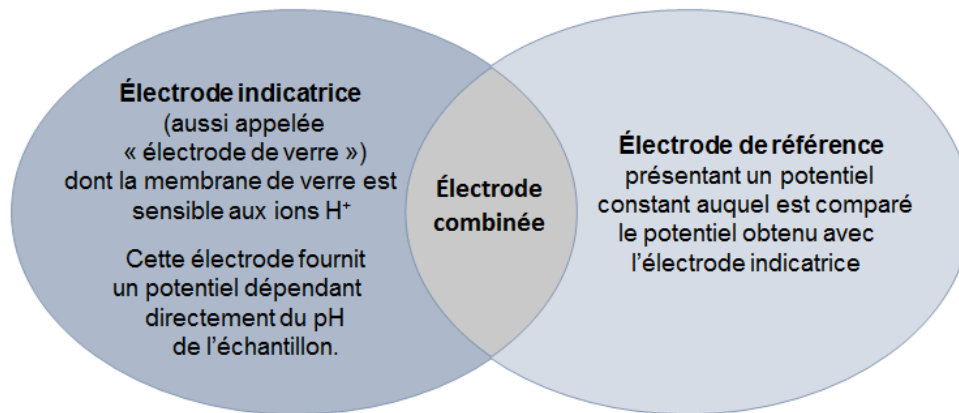 Électrode indicatrice
(aussi appelée
« électrode de verre »)
dont la membrane de verre est
sensible aux ions H⁺
Cette électrode fournit
un potentiel dépendant
directement du pH
de l'échantillon.
Électrode
combinée
Électrode de référence
présentant un potentiel
constant auquel est comparé
le potentiel obtenu avec
l'électrode indicatrice